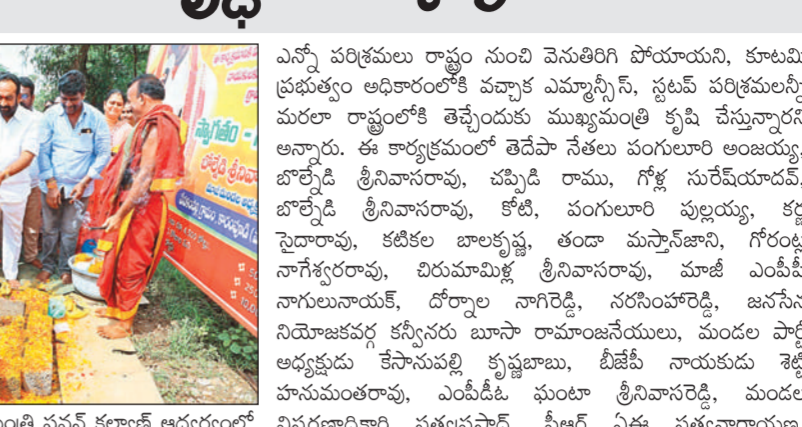 స్వాగతం -
ఎన్నో పరిశ్రమలు రాష్ట్రం నుంచి వెనుతిరిగి పోయాయని, కూటమి
ప్రభుత్వం అధికారంలోకి వచ్చాక ఎమ్మాన్సీస్, స్టటప్ పరిశ్రమలన్నీ
మరలా రాష్ట్రంలోకి తెచ్చేందుకు ముఖ్యమంత్రి కృషి చేస్తున్నారని
అన్నారు. ఈ కార్యక్రమంలో తెదేపా నేతలు పంగులూరి అంజయ్య,
బొల్నేడి శ్రీనివాసరావు, చప్పిడి రాము, గోళ్ల సురేష్‌యాదవ్,
బొల్నేడి శ్రీనివాసరావు, కోటి, పంగులూరి పుల్లయ్య, కర్ణ
సైదారావు, కటికల బాలకృష్ణ, తండా మస్తాన్‌జాని, గోరంట్ల
నాగేశ్వరరావు, చిరుమామిళ్ల శ్రీనివాసరావు, మాజీ ఎంపీపీ
నాగులునాయక్, దోర్నాల నాగిరెడ్డి, నరసింహారెడ్డి, జనసేన
నియోజకవర్గ కన్వీనరు బూసా రామాంజనేయులు, మండల పార్టీ
అధ్యక్షుడు కేసానుపల్లి కృష్ణబాబు, బీజేపీ నాయకుడు శెట్టి
హనుమంతరావు, ఎంపీడీఓ ఘంటా శ్రీనివాసరెడ్డి, మండల